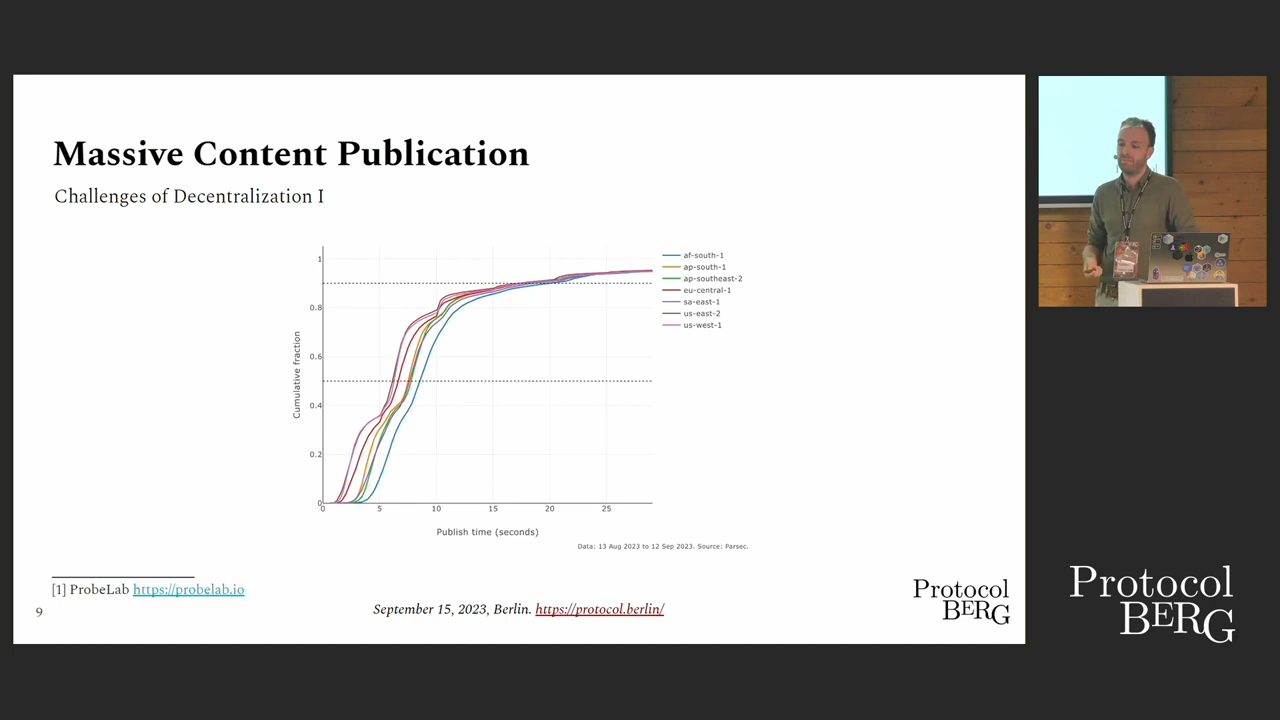 Massive Content Publication
Challenges of Decentralization I
1
0.8
0.6
0.4
0.2
0
Cumulative fraction
0
5
10
15
20
25
Publish time (seconds)
af-south-1
ap-south-1
ap-southeast-2
eu-central-1
sa-east-1
us-east-2
us-west-1
Data: 13 Aug 2023 to 12 Sep 2023. Source: Parsec.
[1] ProbeLab https://probelab.io
9
September 15, 2023, Berlin. https://protocol.berlin/
Protocol
BERG
Protocol
BERG